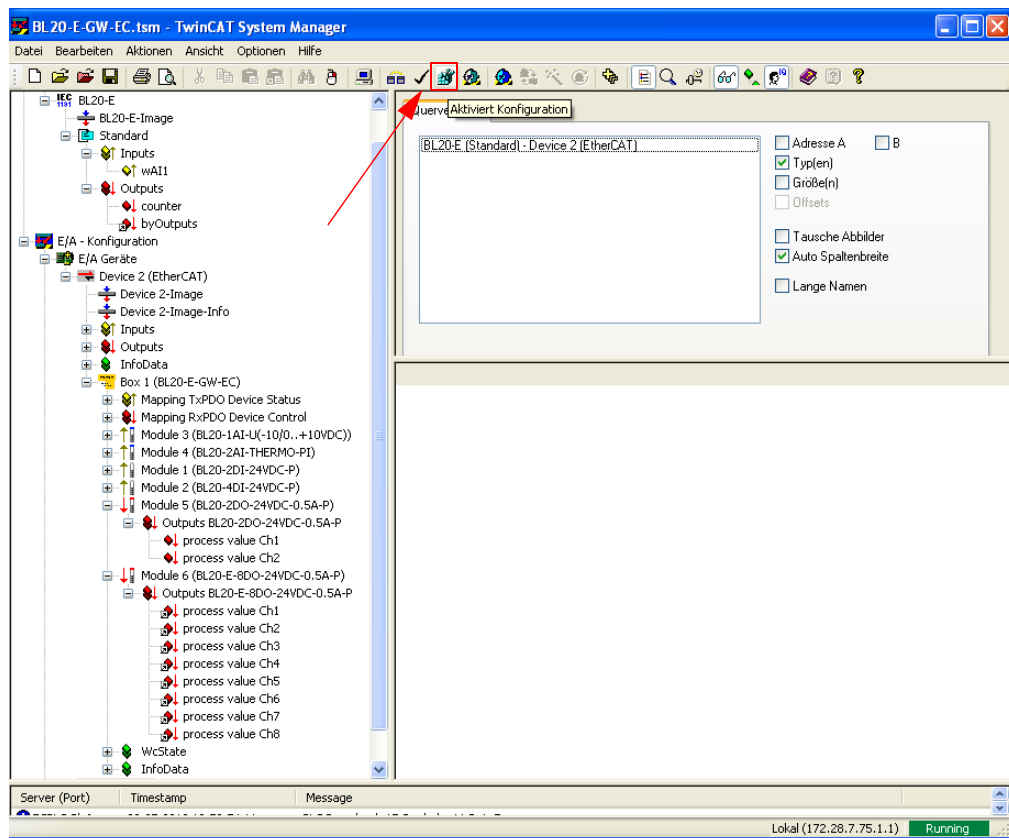 BL20-E-GW-EC.tsm - TwinCAT System Manager
Datei Bearbeiten Aktionen Ansicht Optionen Hilfe
Aktiviert Konfiguration
IEC 1131 BL20-E
BL20-E-Image
Standard
Inputs
wAI1
Outputs
counter
byOutputs
E/A - Konfiguration
E/A Geräte
Device 2 (EtherCAT)
Device 2-Image
Device 2-Image-Info
Inputs
Outputs
InfoData
Box 1 (BL20-E-GW-EC)
Mapping TxPDO Device Status
Mapping RxPDO Device Control
Module 3 (BL20-1AI-U(-10/0..+10VDC))
Module 4 (BL20-2AI-THERMO-PI)
Module 1 (BL20-2DI-24VDC-P)
Module 2 (BL20-4DI-24VDC-P)
Module 5 (BL20-2DO-24VDC-0.5A-P)
Outputs BL20-2DO-24VDC-0.5A-P
process value Ch1
process value Ch2
Module 6 (BL20-E-8DO-24VDC-0.5A-P)
Outputs BL20-E-8DO-24VDC-0.5A-P
process value Ch1
process value Ch2
process value Ch3
process value Ch4
process value Ch5
process value Ch6
process value Ch7
process value Ch8
WcState
InfoData
BL20-E (Standard) - Device 2 (EtherCAT)
Adresse A B
Typ(en)
Größe(n)
Offsets
Tausche Abbilder
Auto Spaltenbreite
Lange Namen
Server (Port) Timestamp Message
Lokal (172.28.7.75.1.1) Running